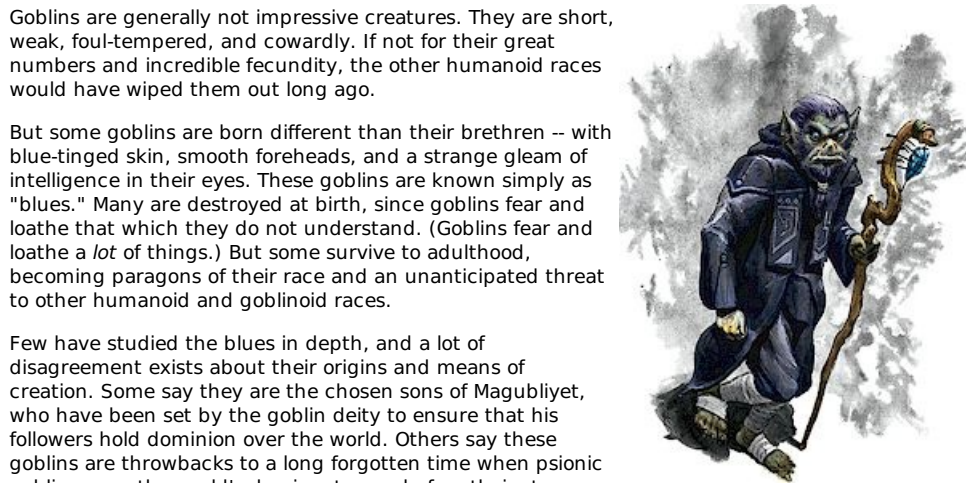 Goblins are generally not impressive creatures. They are short,
weak, foul-tempered, and cowardly. If not for their great
numbers and incredible fecundity, the other humanoid races
would have wiped them out long ago.
But some goblins are born different than their brethren -- with
blue-tinged skin, smooth foreheads, and a strange gleam of
intelligence in their eyes. These goblins are known simply as
"blues." Many are destroyed at birth, since goblins fear and
loathe that which they do not understand. (Goblins fear and
loathe a lot of things.) But some survive to adulthood,
becoming paragons of their race and an unanticipated threat
to other humanoid and goblinoid races.
Few have studied the blues in depth, and a lot of
disagreement exists about their origins and means of
creation. Some say they are the chosen sons of Magubliyet,
who have been set by the goblin deity to ensure that his
followers hold dominion over the world. Others say these
goblins are throwbacks to a long forgotten time when psionic